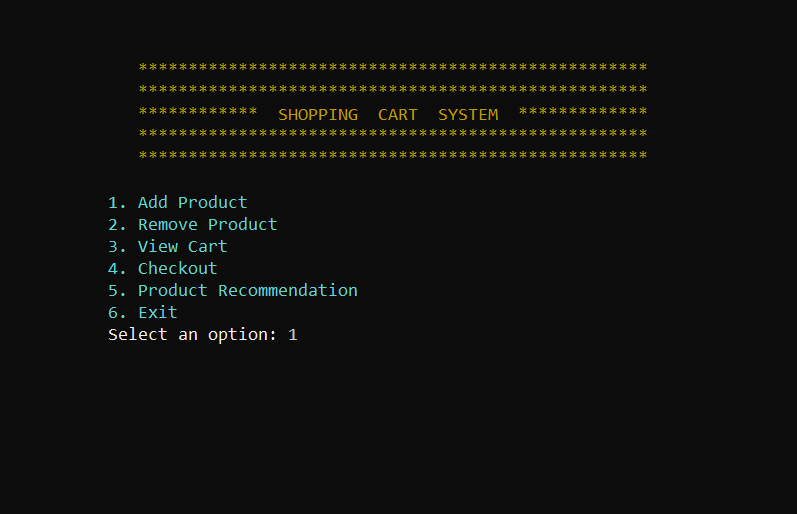 ***************************************************
***************************************************
************  SHOPPING  CART  SYSTEM  *************
***************************************************
***************************************************
1. Add Product
2. Remove Product
3. View Cart
4. Checkout
5. Product Recommendation
6. Exit
Select an option: 1